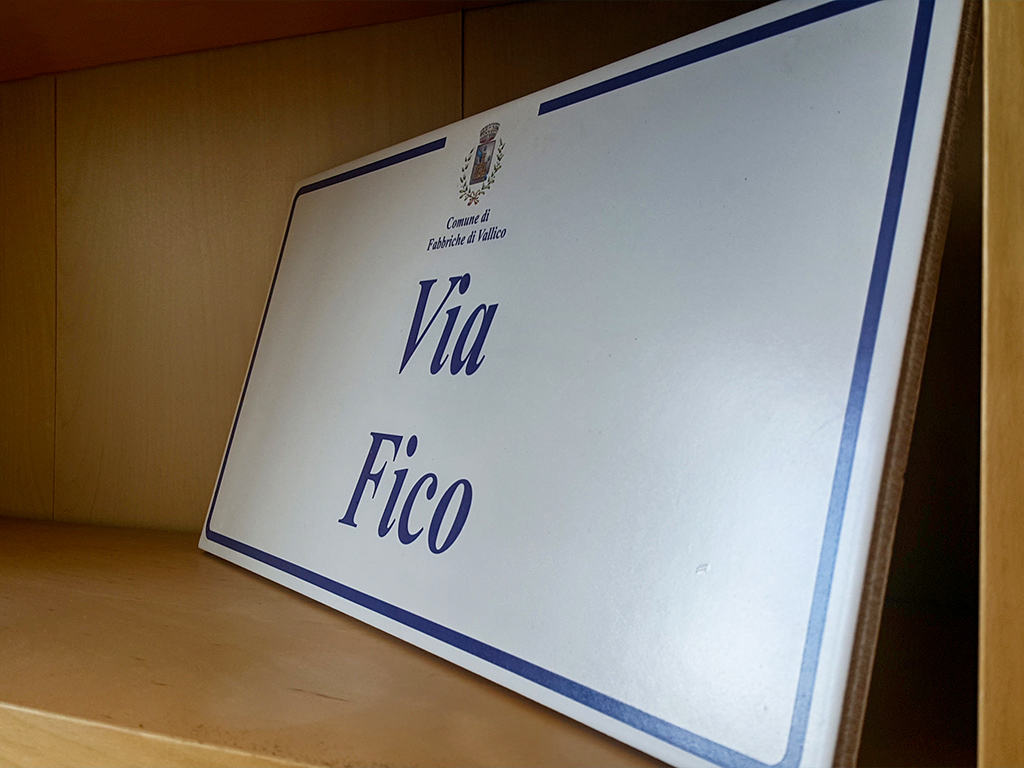 Comune di
Fabbriche di Vallico
Via
Fico